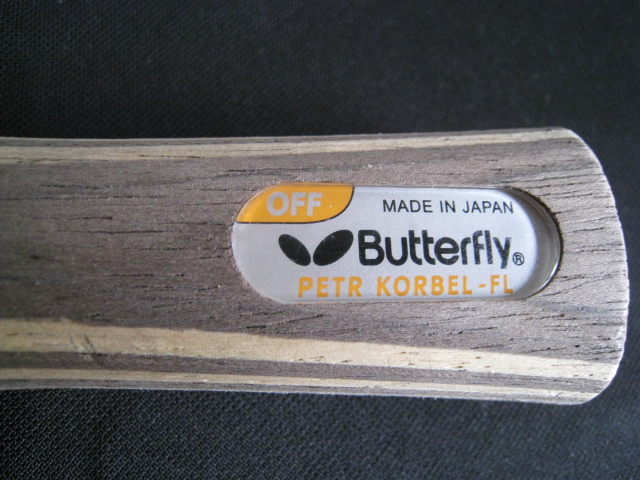 OFF MADE IN JAPAN
Butterfly®
PETR KORBEL-FL